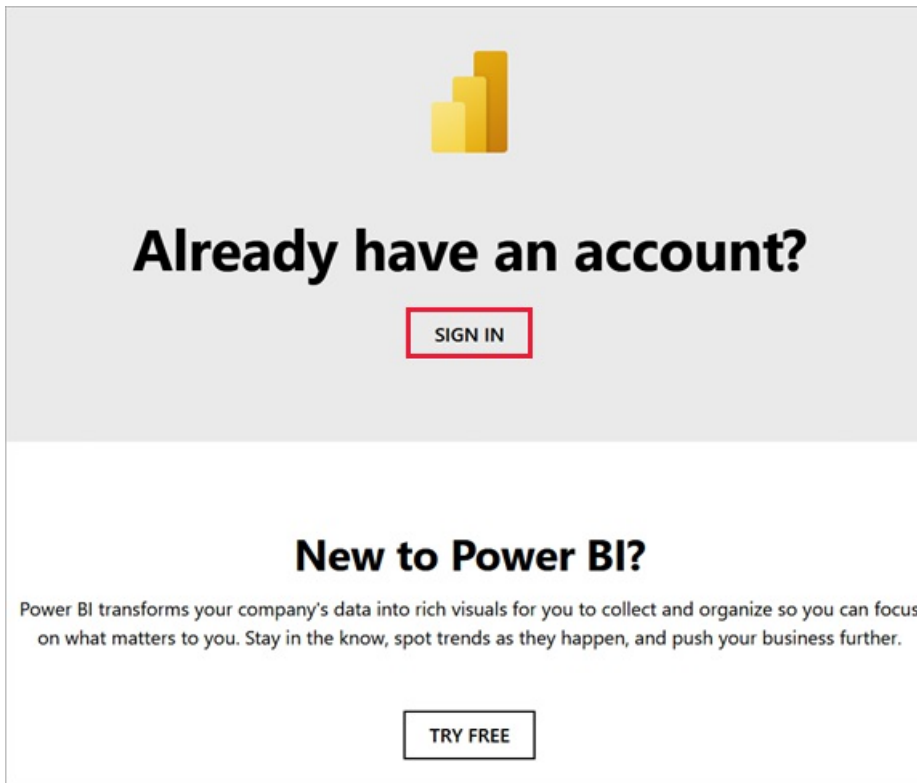 Already have an account?
SIGN IN
New to Power BI?
Power BI transforms your company's data into rich visuals for you to collect and organize so you can focus
on what matters to you. Stay in the know, spot trends as they happen, and push your business further.
TRY FREE